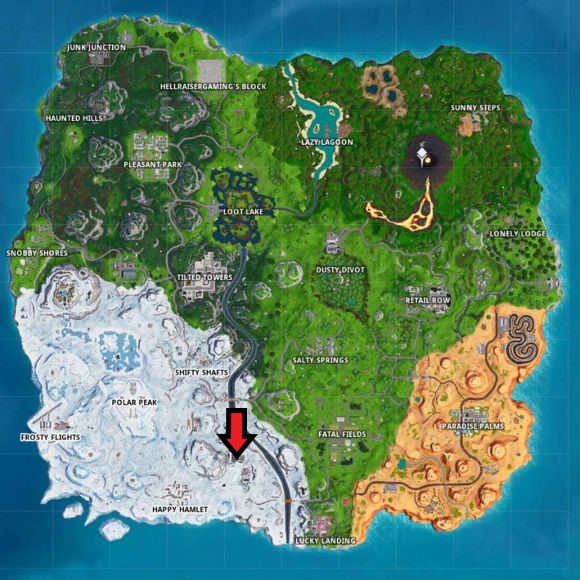 JUNK JUNCTION
HELLRAISERGAMING'S BLOCK
HAUNTED HILLS
SUNNY STEPS
PLEASANT PARK
LAZY LAGOON
LOOT LAKE
LONELY LODGE
SNOBBY SHORES
TILTED TOWERS
DUSTY DIVOT
RETAIL ROW
SALTY SPRINGS
SHIFTY SHAFTS
POLAR PEAK
FROSTY FLIGHTS
FATAL FIELDS
PARADISE PALMS
HAPPY HAMLET
LUCKY LANDING